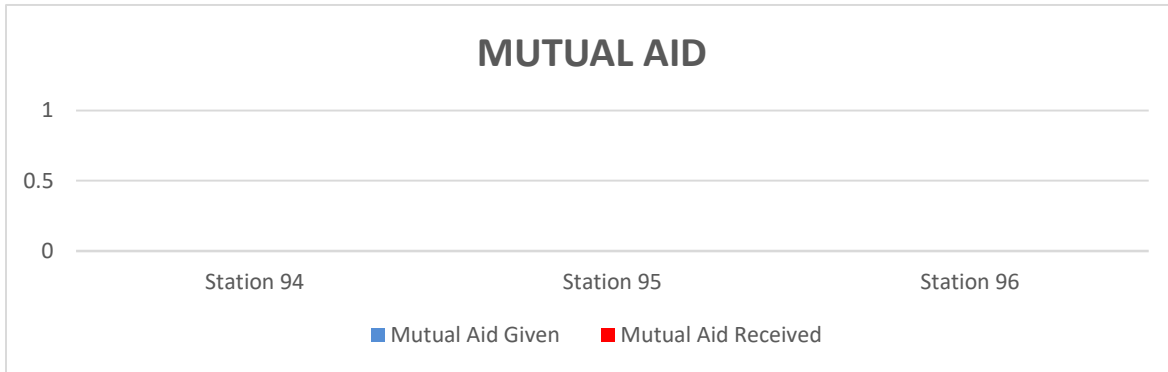 MUTUAL AID
1
0.5
0
Station 94 Station 95 Station 96
Mutual Aid Given Mutual Aid Received